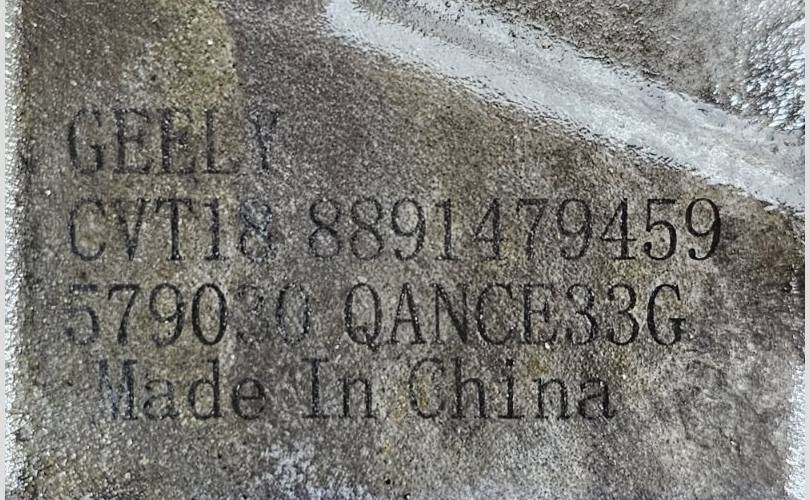 GEELY
CVT18 8891479459
579030 QANCE33G
Made In China